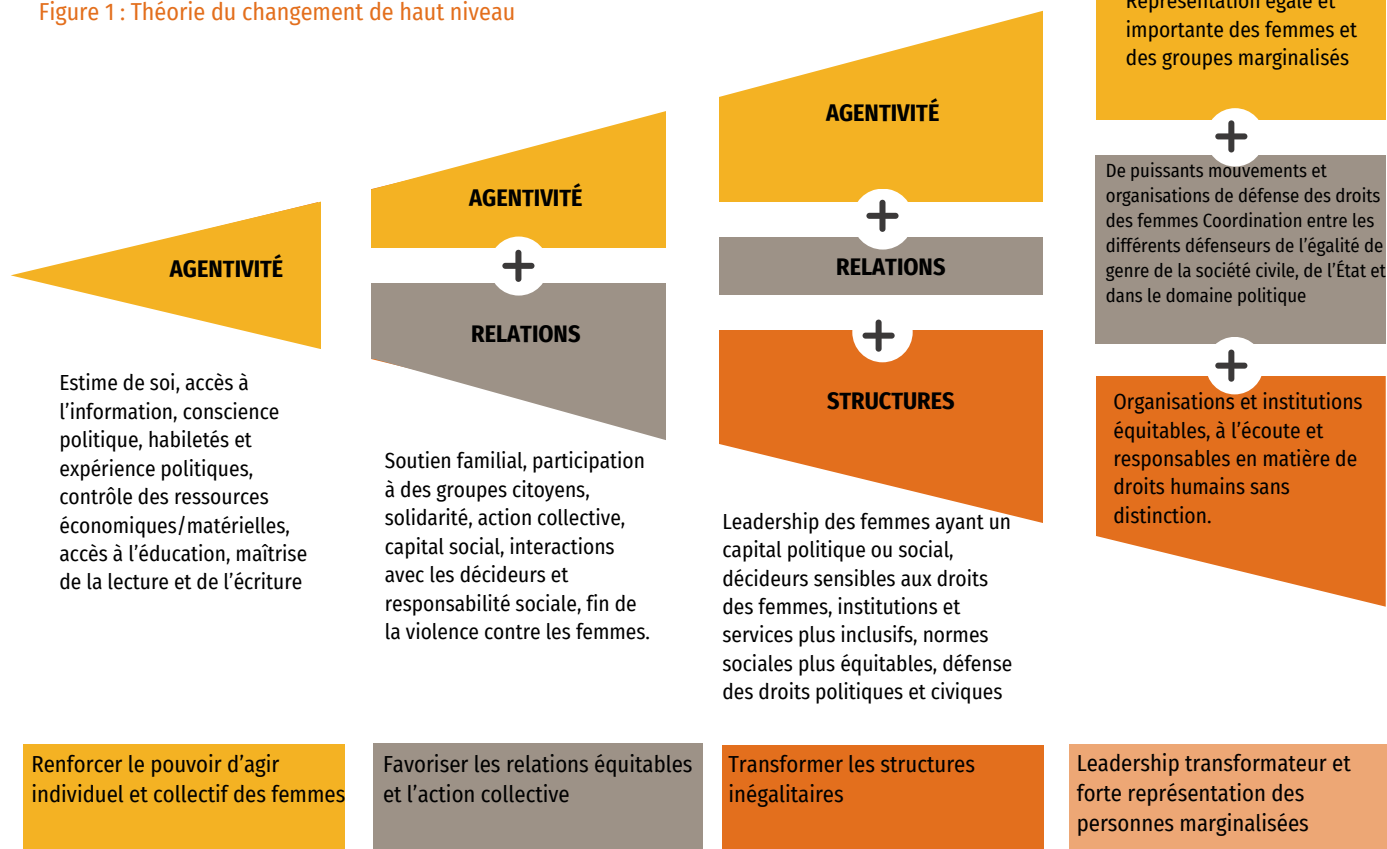 Figure 1 : Théorie du changement de haut niveau
AGENTIVITÉ
Estime de soi, accès à
l’information, conscience
politique, habiletés et
expérience politiques,
contrôle des ressources
économiques/matérielles,
accès à l’éducation, maîtrise
de la lecture et de l’écriture
AGENTIVITÉ
+
RELATIONS
Soutien familial, participation
à des groupes citoyens,
solidarité, action collective,
capital social, interactions
avec les décideurs et
responsabilité sociale, fin de
la violence contre les femmes.
AGENTIVITÉ
+
RELATIONS
+
STRUCTURES
Leadership des femmes ayant un
capital politique ou social,
décideurs sensibles aux droits
des femmes, institutions et
services plus inclusifs, normes
sociales plus équitables, défense
des droits politiques et civiques
Représentation égale et
importante des femmes et
des groupes marginalisés
+
De puissants mouvements et
organisations de défense des droits
des femmes Coordination entre les
différents défenseurs de l’égalité de
genre de la société civile, de l’État et
dans le domaine politique
+
Organisations et institutions
équitables, à l’écoute et
responsables en matière de
droits humains sans
distinction.
Renforcer le pouvoir d’agir
individuel et collectif des femmes
Favoriser les relations équitables
et l’action collective
Transformer les structures
inégalitaires
Leadership transformateur et
forte représentation des
personnes marginalisées